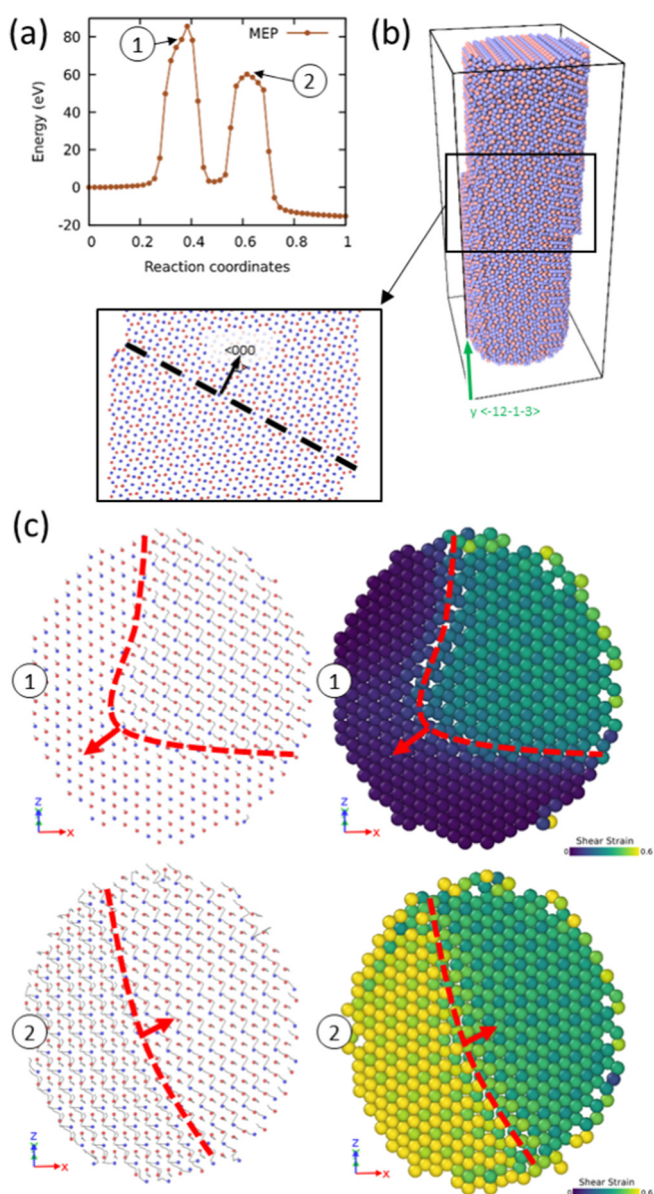 (a)
(b)
MEP
1
2
80
60
40
20
0
-20
Energy (eV)
0
0.2
0.4
0.6
0.8
1
Reaction coordinates
<000
y <-12-1-3>
(c)
1
1
z
x
z
x
Shear Strain
0
0.6
2
2
z
x
z
x
Shear Strain
0
0.6